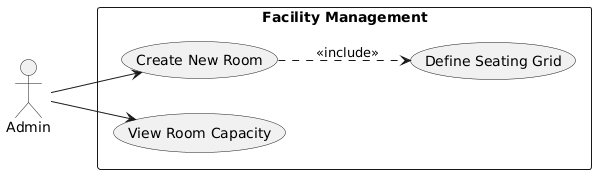 Facility Management
Create New Room
«include»
Define Seating Grid
Admin
View Room Capacity